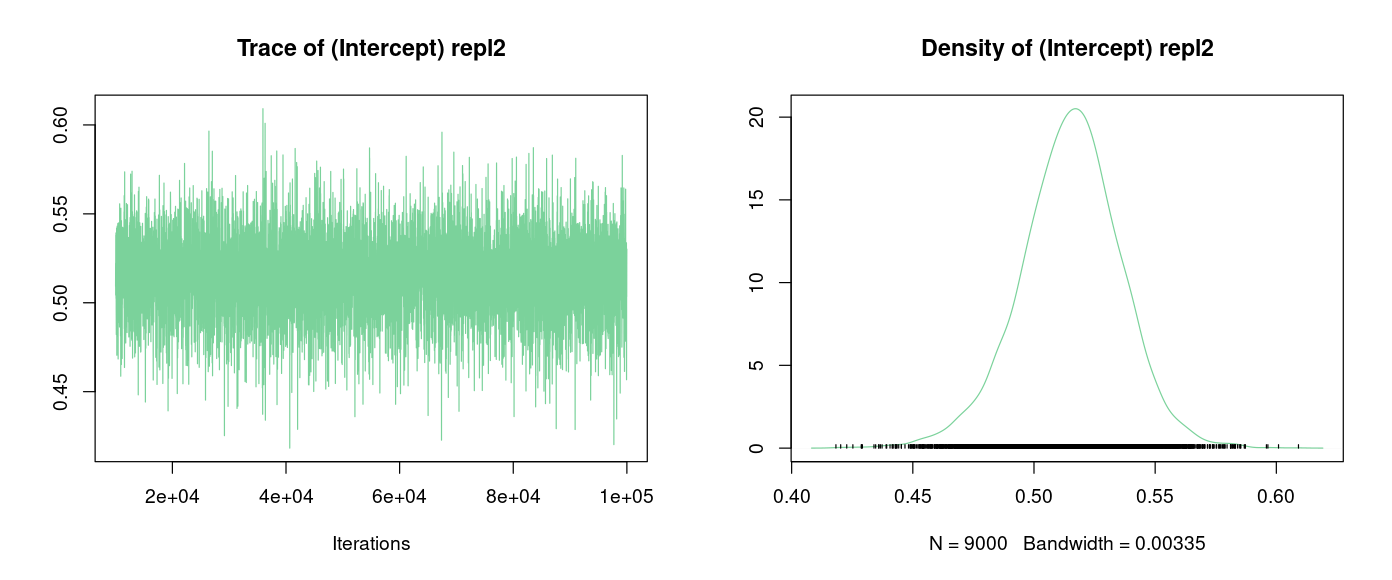 Trace of (Intercept) repl2
0.60
0.55
0.50
0.45
2e+04 4e+04 6e+04 8e+04 1e+05
Iterations
Density of (Intercept) repl2
20
15
10
5
0
0.40 0.45 0.50 0.55 0.60
N = 9000 Bandwidth = 0.00335